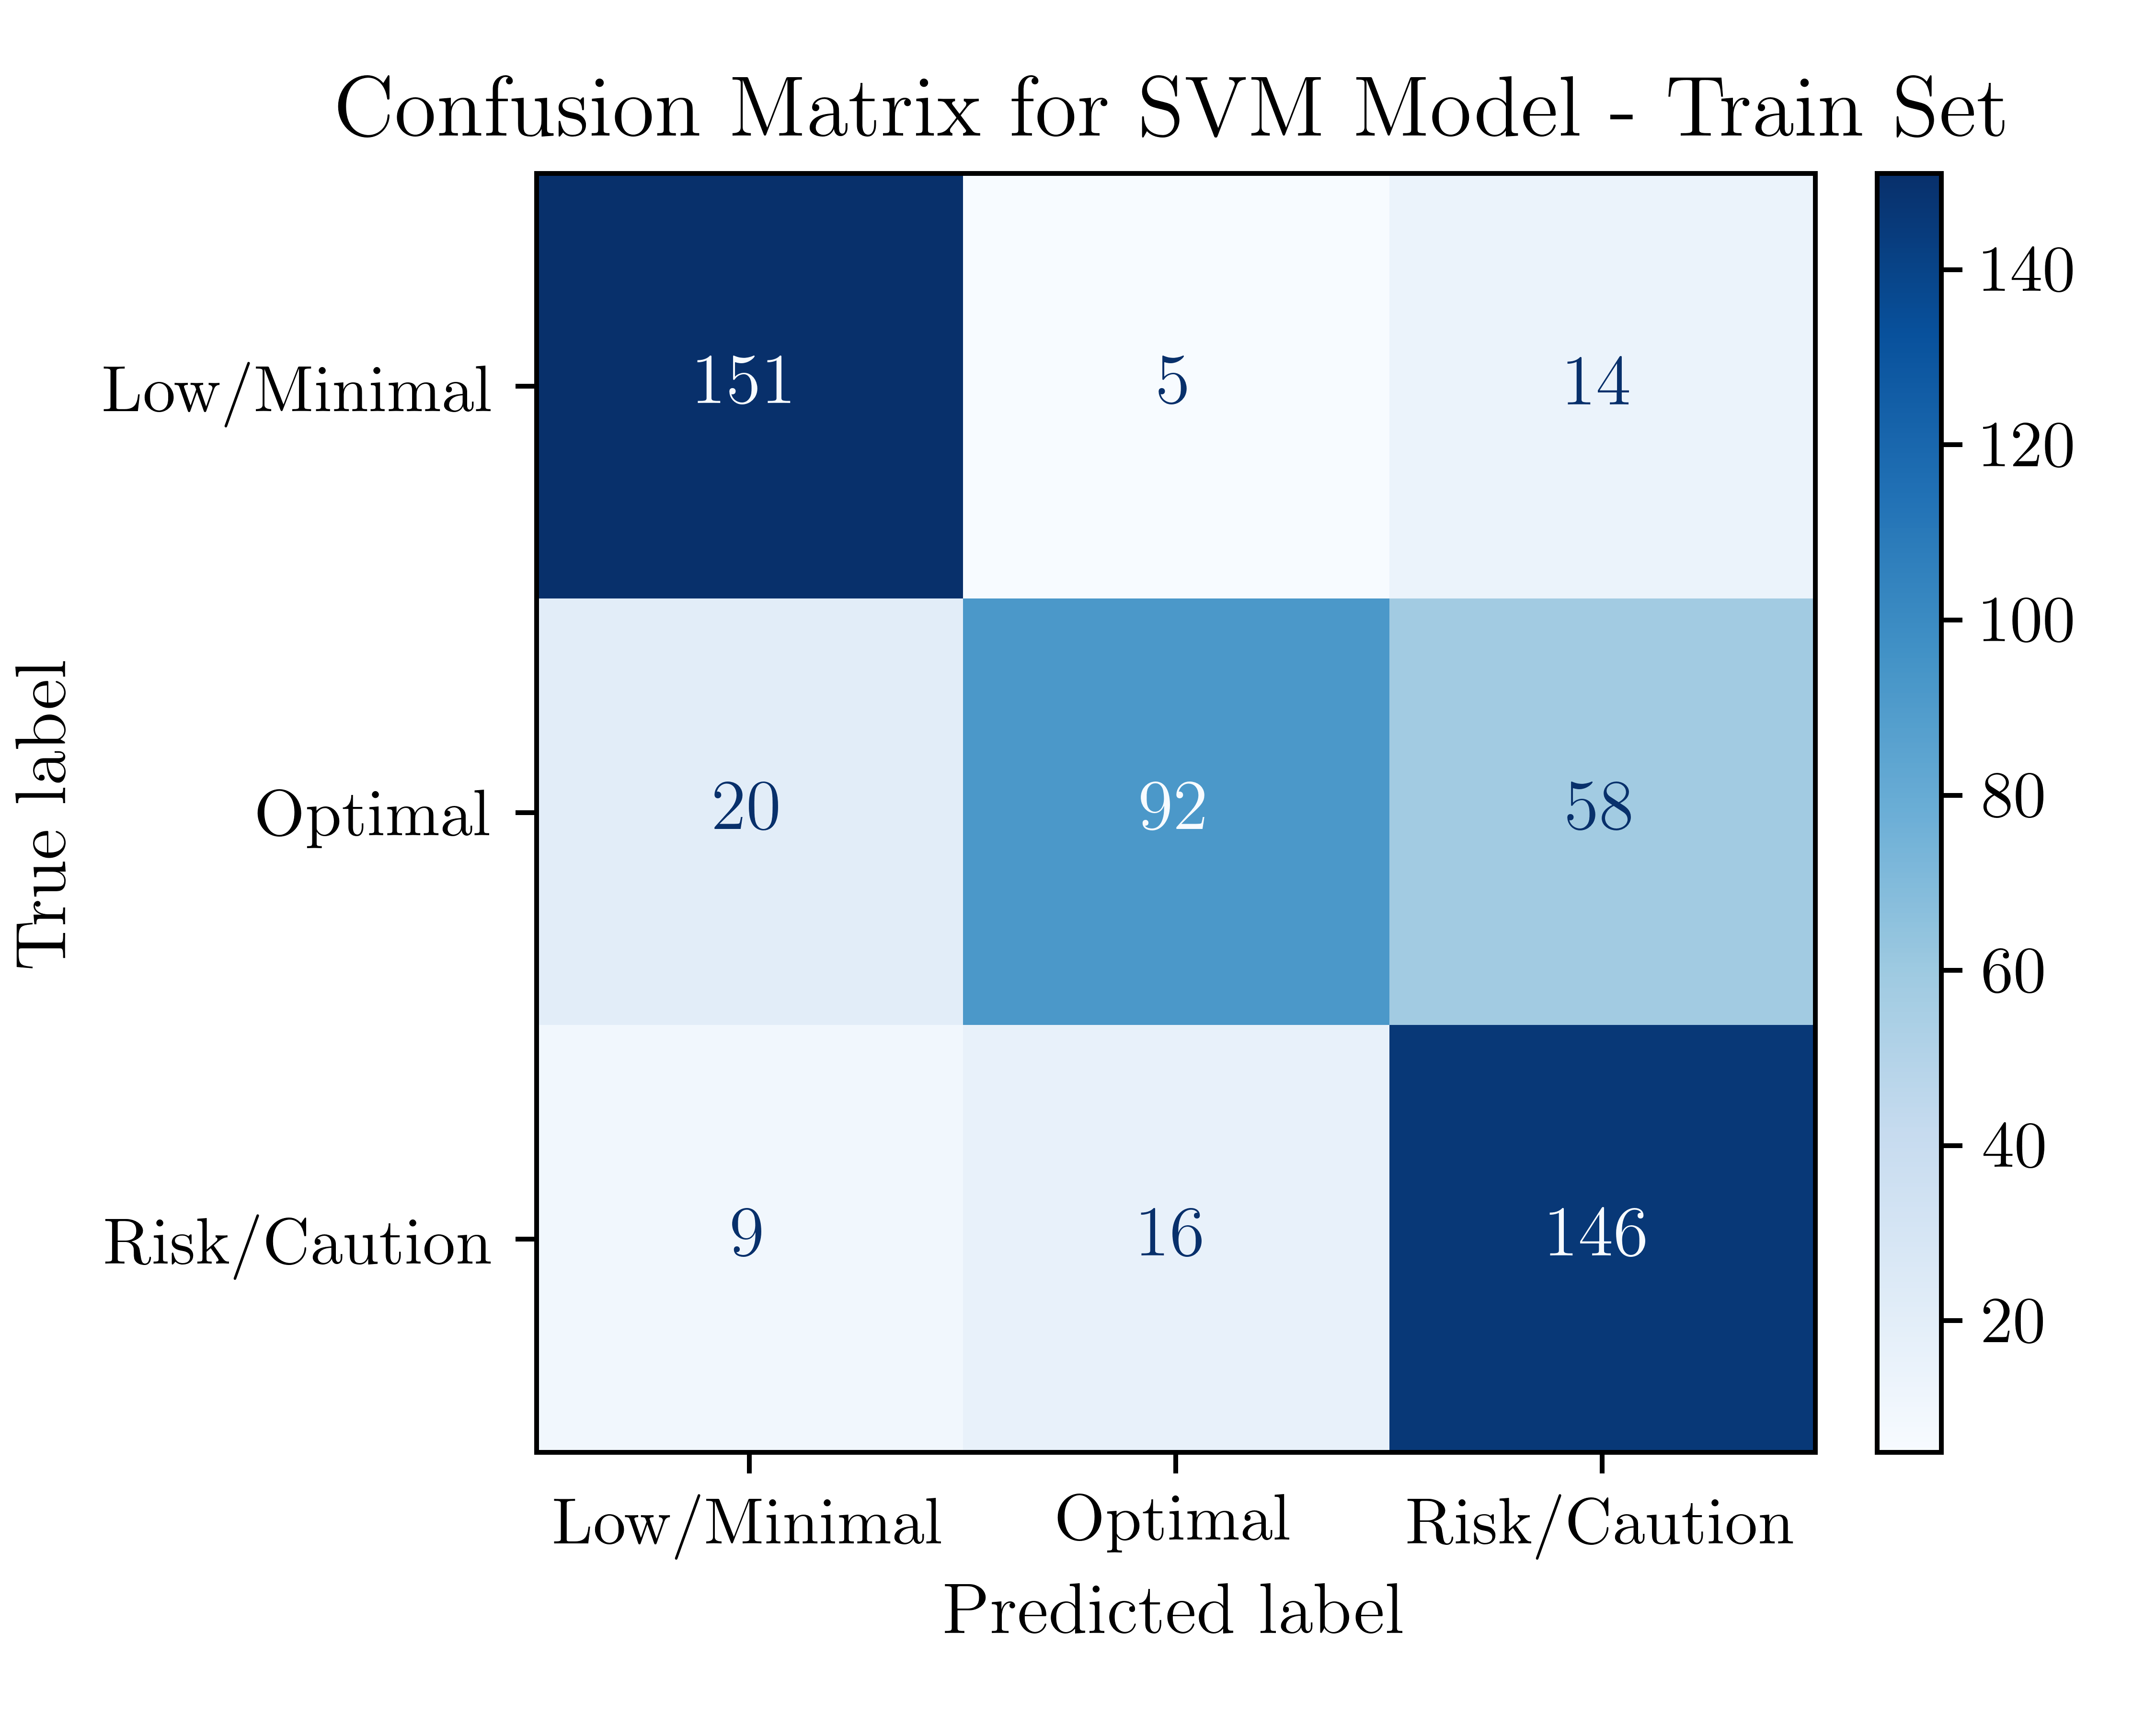 Confusion Matrix for SVM Model - Train Set
True label
Low/Minimal
151 5 14
Optimal
20 92 58
Risk/Caution
9 16 146
Low/Minimal Optimal Risk/Caution
Predicted label
140
120
100
80
60
40
20